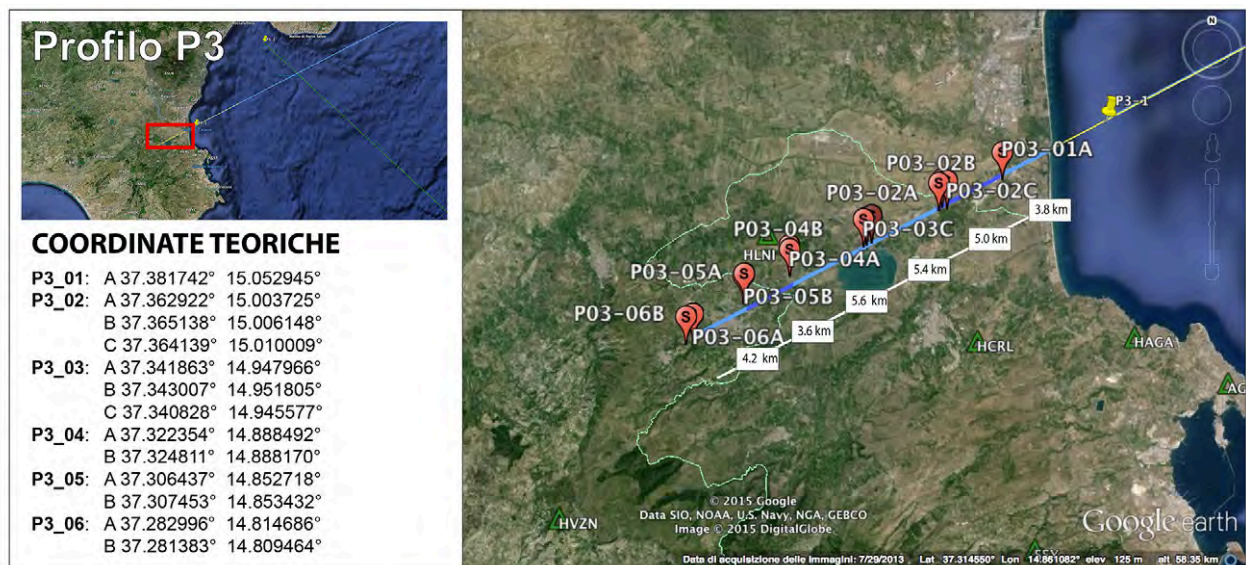 Profilo P3
COORDINATE TEORICHE
P3_01: A 37.381742° 15.052945°
P3_02: A 37.362922° 15.003725°
B 37.365138° 15.006148°
C 37.364139° 15.010009°
P3_03: A 37.341863° 14.947966°
B 37.343007° 14.951805°
C 37.340828° 14.945577°
P3_04: A 37.322354° 14.888492°
B 37.324811° 14.888170°
P3_05: A 37.306437° 14.852718°
B 37.307453° 14.853432°
P3_06: A 37.282996° 14.814686°
B 37.281383° 14.809464°
N
P3-1
P03-01A
P03-02B
P03-02A
P03-02C
P03-04B
P03-03C
HLNI
P03-04A
P03-05A
P03-05B
P03-06B
P03-06A
S
S
S
S
S
S
3.8 km
5.0 km
5.4 km
5.6 km
3.6 km
4.2 km
HCRL
HAGA
AG
HVZN
SSY
© 2015 Google
Data SIO, NOAA, U.S. Navy, NGA, GEBCO
Image © 2015 DigitalGlobe
Google earth
Data di acquisizione delle immagini: 7/29/2013 Lat 37.314550° Lon 14.861082° elev 125 m alt 58.35 km